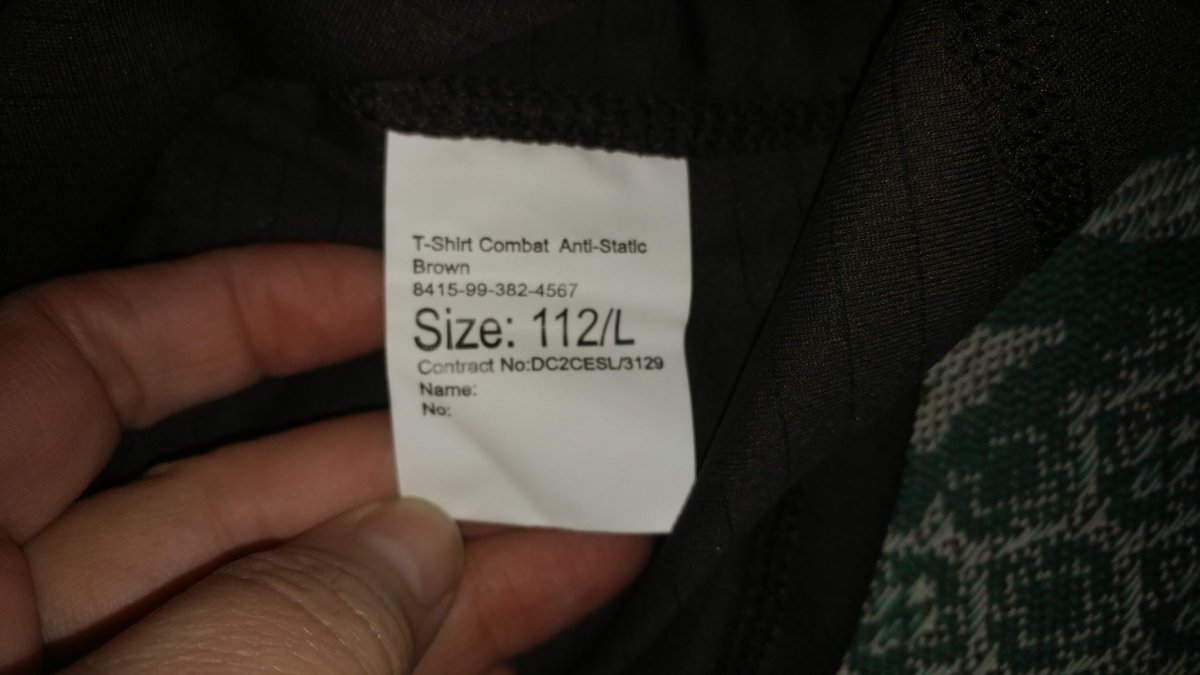 T-Shirt Combat Anti-Static
Brown
8415-99-382-4567
Size: 112/L
Contract No:DC2CESL/3129
Name:
No: